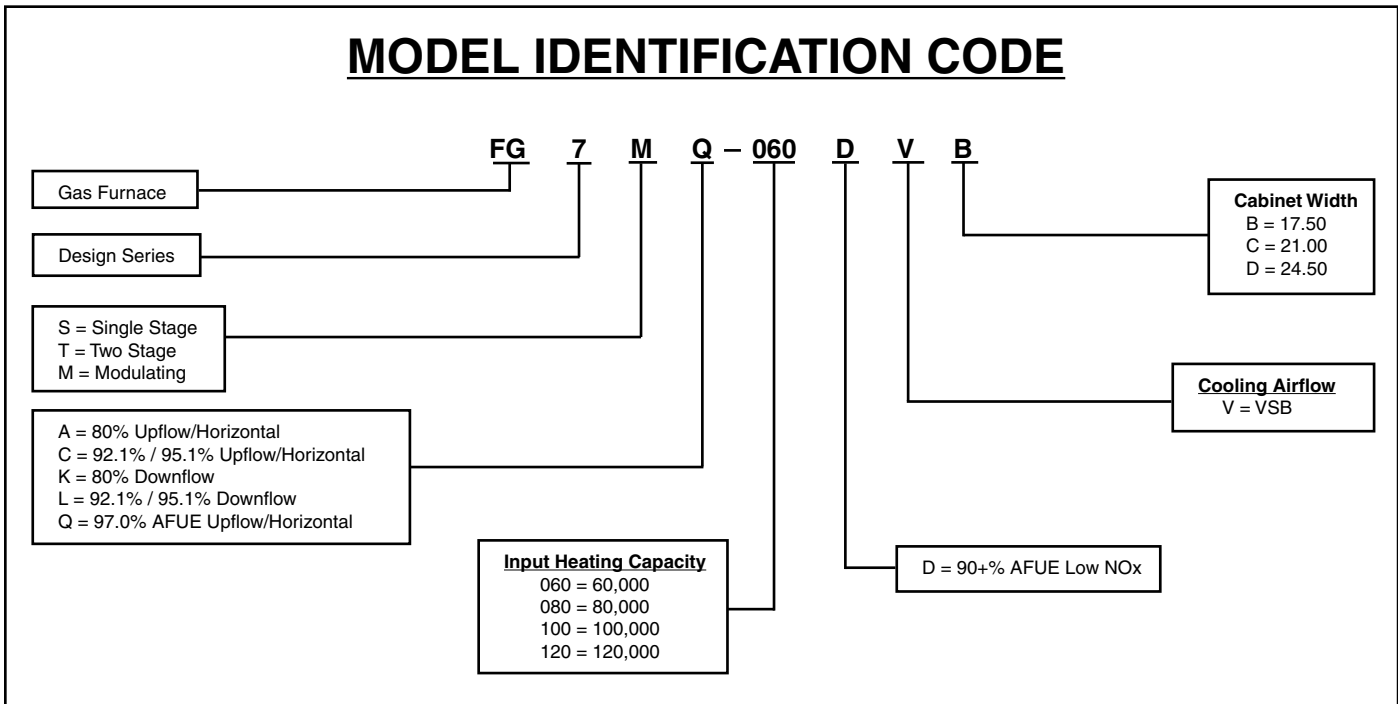 MODEL IDENTIFICATION CODE
FG 7 M Q – 060 D V B
Gas Furnace
Design Series
S = Single Stage
T = Two Stage
M = Modulating
A = 80% Upflow/Horizontal
C = 92.1% / 95.1% Upflow/Horizontal
K = 80% Downflow
L = 92.1% / 95.1% Downflow
Q = 97.0% AFUE Upflow/Horizontal
Input Heating Capacity
060 = 60,000
080 = 80,000
100 = 100,000
120 = 120,000
D = 90+% AFUE Low NOx
Cooling Airflow
V = VSB
Cabinet Width
B = 17.50
C = 21.00
D = 24.50